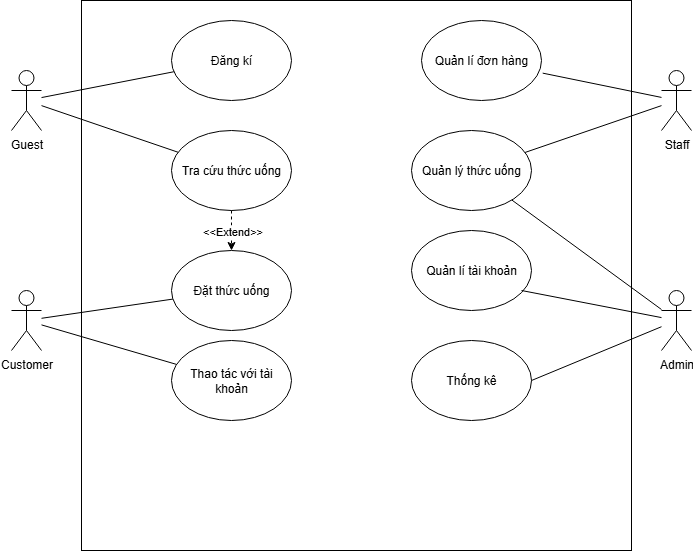 Đăng kí
Quản lí đơn hàng
Guest
Staff
Tra cứu thức uống
Quản lý thức uống
<<Extend>>
Quản lí tài khoản
Đặt thức uống
Customer
Admin
Thao tác với tài
khoản
Thống kê